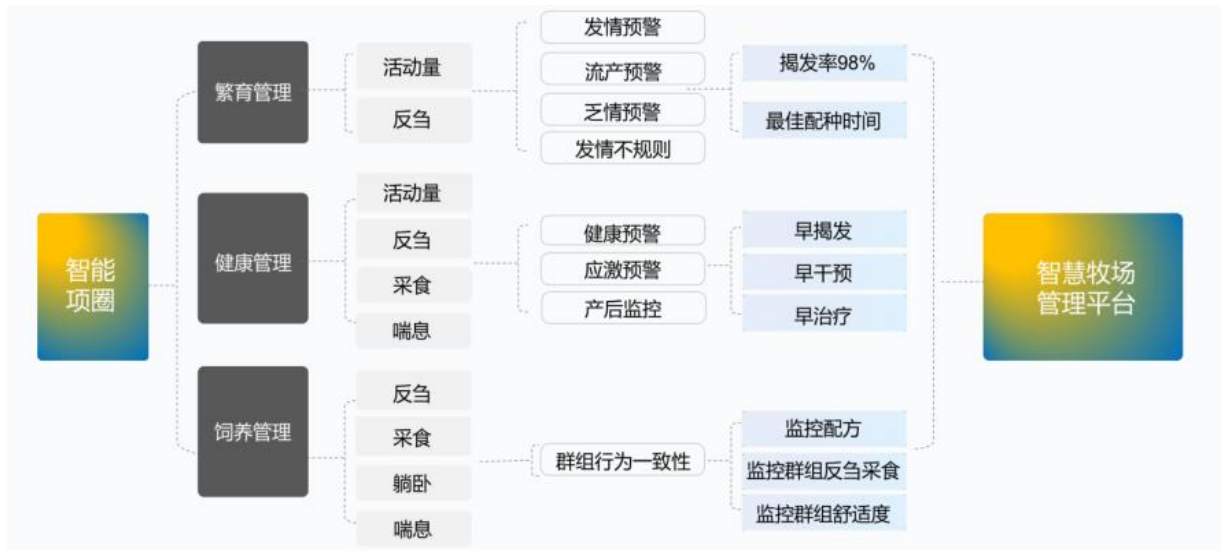 智能
项圈
繁育管理
活动量
反刍
发情预警
流产预警
乏情预警
发情不规则
揭发率98%
最佳配种时间
健康管理
活动量
反刍
采食
喘息
健康预警
应激预警
产后监控
早揭发
早干预
早治疗
饲养管理
反刍
采食
躺卧
喘息
群组行为一致性
监控配方
监控群组反刍采食
监控群组舒适度
智慧牧场
管理平台